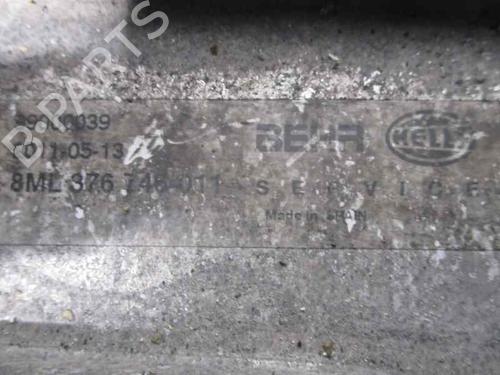 B-PARTS
BEHR HELLA
2011-05-13
8ML 376 746-011 SERVICE
Made in SPAIN